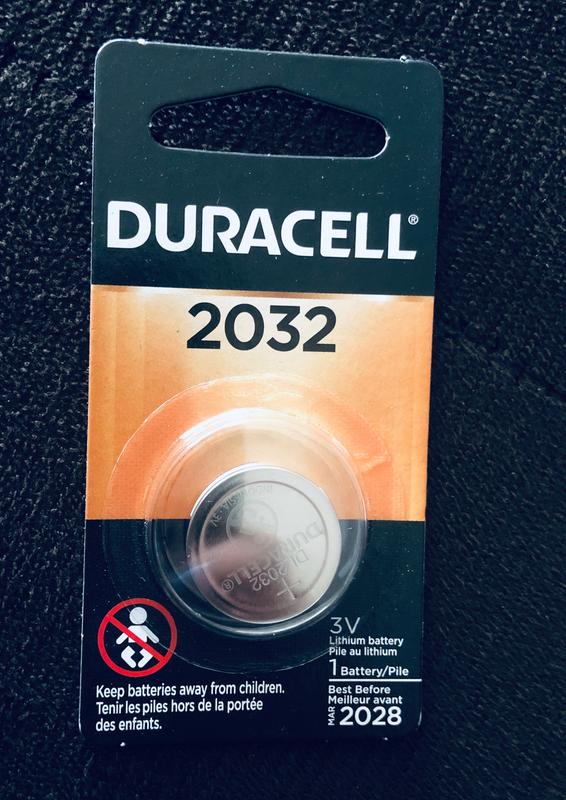 DURACELL®
2032
DURACELL®
DL2032
+
3V
Lithium battery
Pile au lithium
1 Battery/Pile
Keep batteries away from children.
Tenir les piles hors de la portée
des enfants.
Best Before
Meilleur avant
MAR 2028